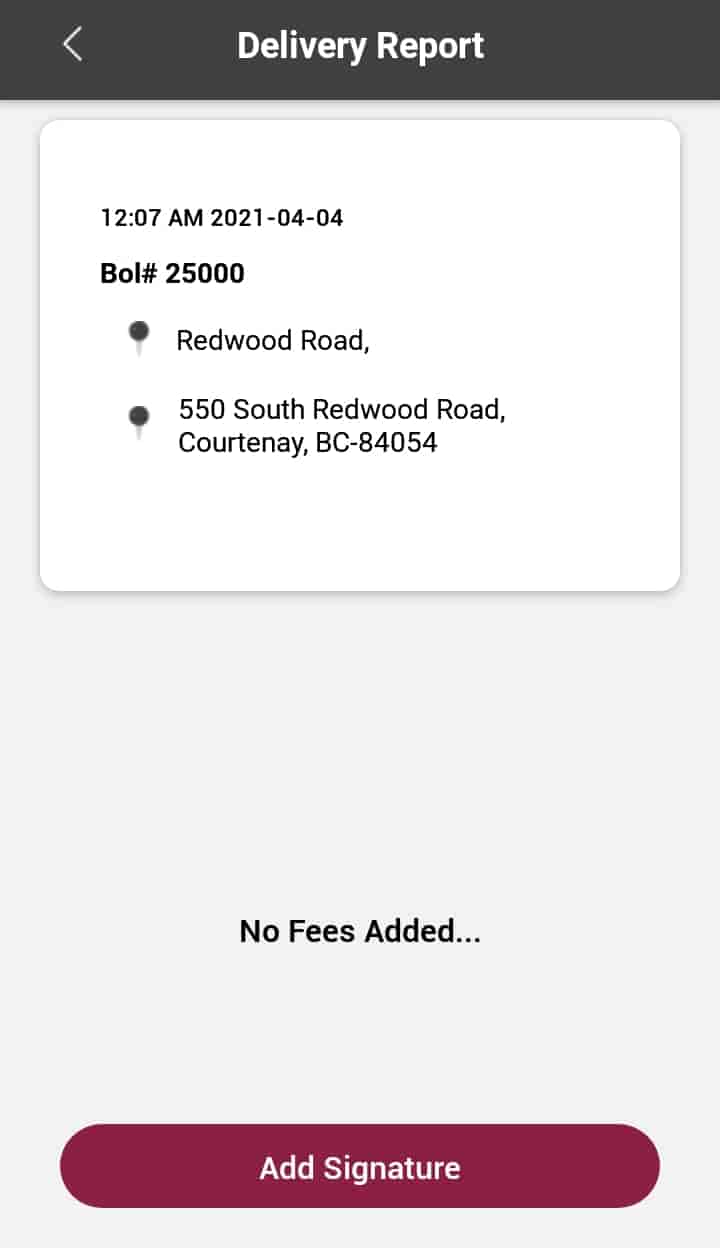 Delivery Report
12:07 AM 2021-04-04
Bol# 25000
Redwood Road,
550 South Redwood Road,
Courtenay, BC-84054
No Fees Added...
Add Signature